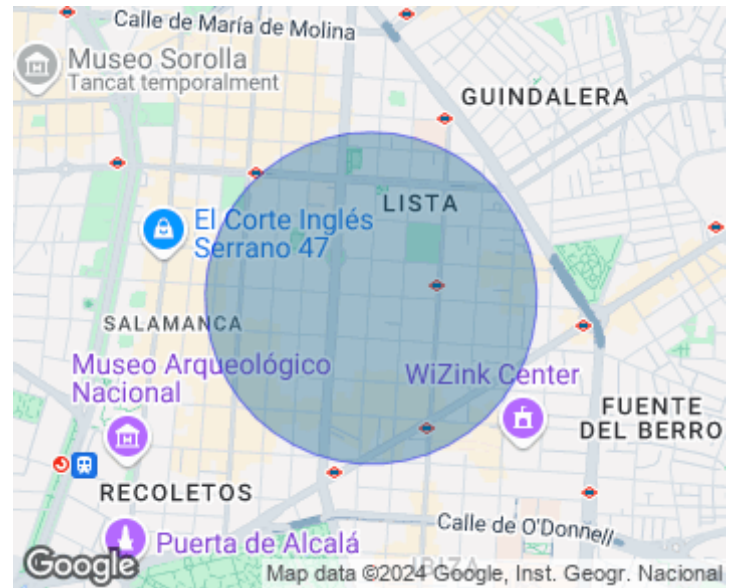 Calle de María de Molina
Museo Sorolla
Tancat temporalment
GUINDALERA
LISTA
El Corte Inglés
Serrano 47
SALAMANCA
Museo Arqueológico
Nacional
WiZink Center
FUENTE
DEL BERRO
RECOLETOS
Calle de O'Donnell
Puerta de Alcalá
IBIZA
Google
Map data ©2024 Google, Inst. Geogr. Nacional